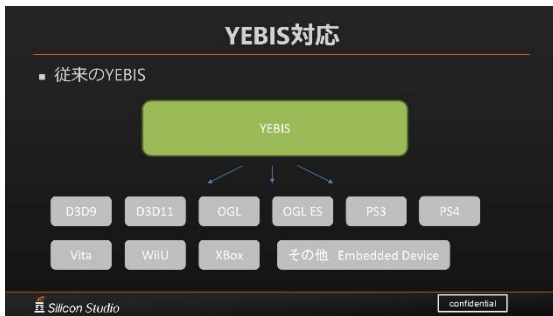 YEBIS対応
▪ 従来のYEBIS
YEBIS
D3D9 D3D11 OGL OGL ES PS3 PS4
Vita WiiU XBox その他 Embedded Device
Silicon Studio
confidential